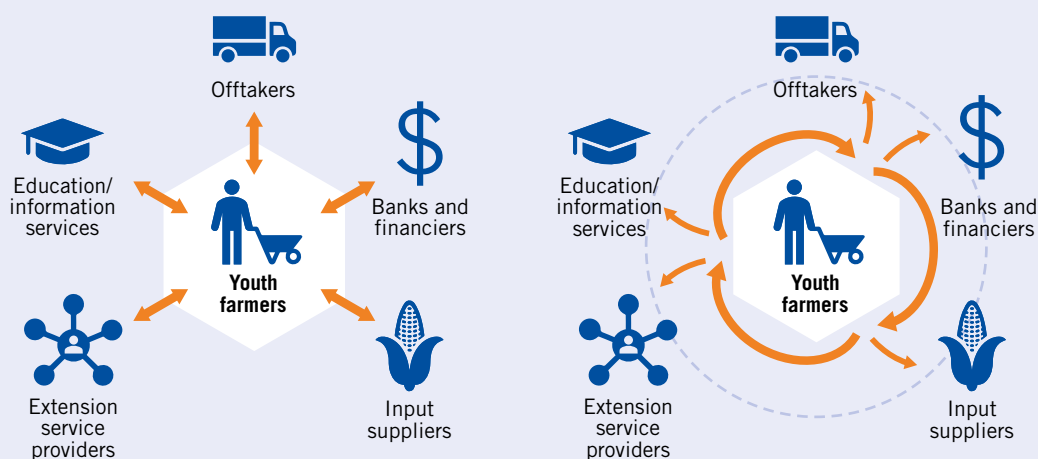 Offtakers
Education/
information
services
Banks and
financiers
Youth
farmers
Extension
service
providers
Input
suppliers
Offtakers
Education/
information
services
Banks and
financiers
Youth
farmers
Extension
service
providers
Input
suppliers